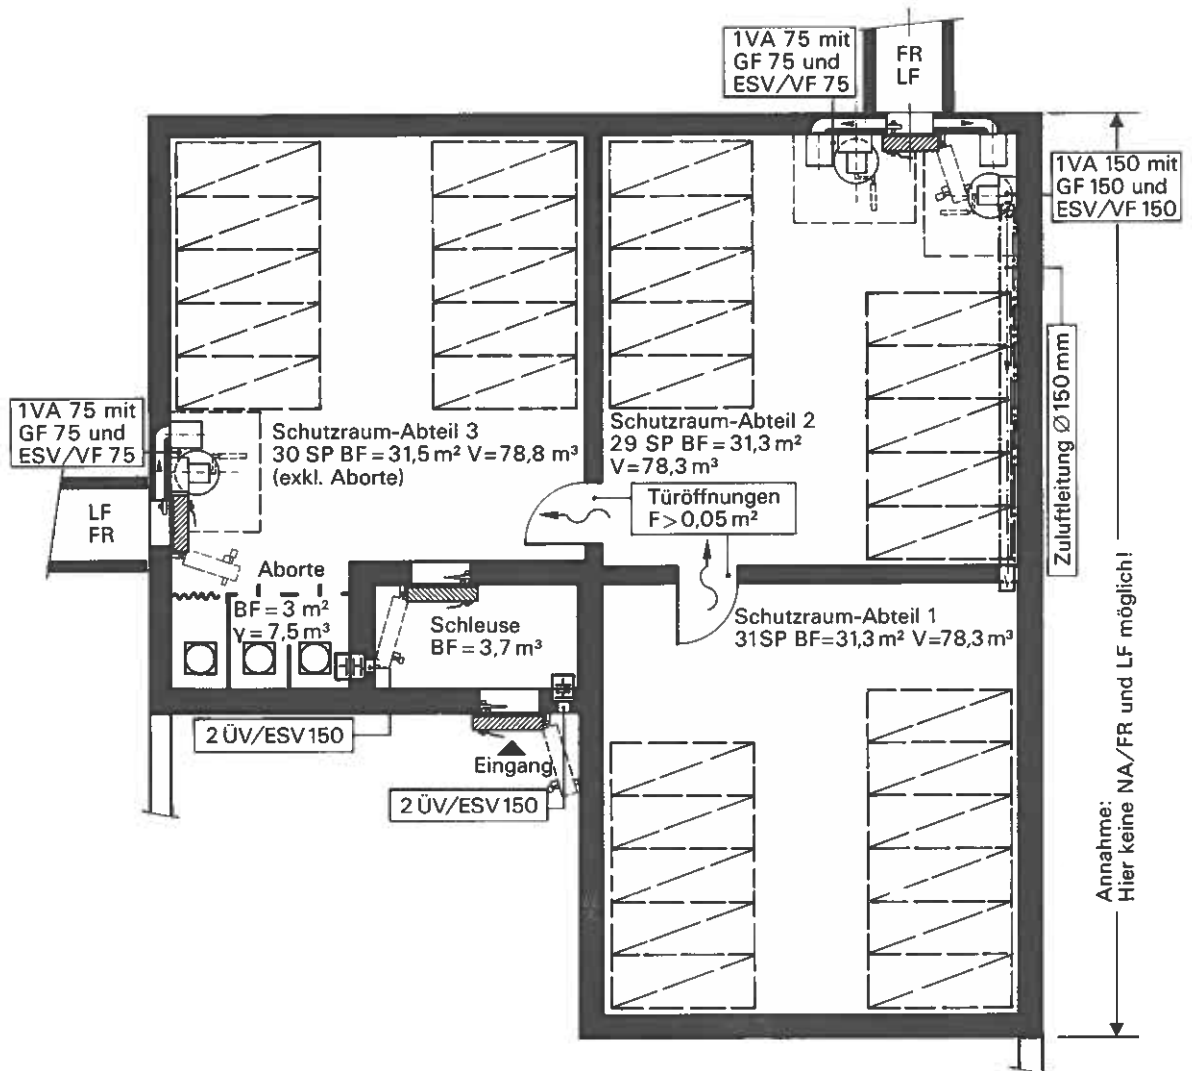 1VA 75 mit
GF 75 und
ESV/VF 75
FR
LF
1VA 150 mit
GF 150 und
ESV/VF 150
Zuluftleitung Ø 150 mm
Annahme:
Hier keine NA/FR und LF möglich!
1VA 75 mit
GF 75 und
ESV/VF 75
LF
FR
Schutzraum-Abteil 3
30 SP BF = 31,5 m² V=78,8 m³
(exkl. Aborte)
Schutzraum-Abteil 2
29 SP BF = 31,3 m²
V=78,3 m³
Türöffnungen
F > 0,05 m²
Aborte
BF = 3 m²
V = 7,5 m³
Schleuse
BF = 3,7 m³
Schutzraum-Abteil 1
31SP BF=31,3 m² V=78,3 m³
2 ÜV/ESV 150
Eingang
2 ÜV/ESV 150